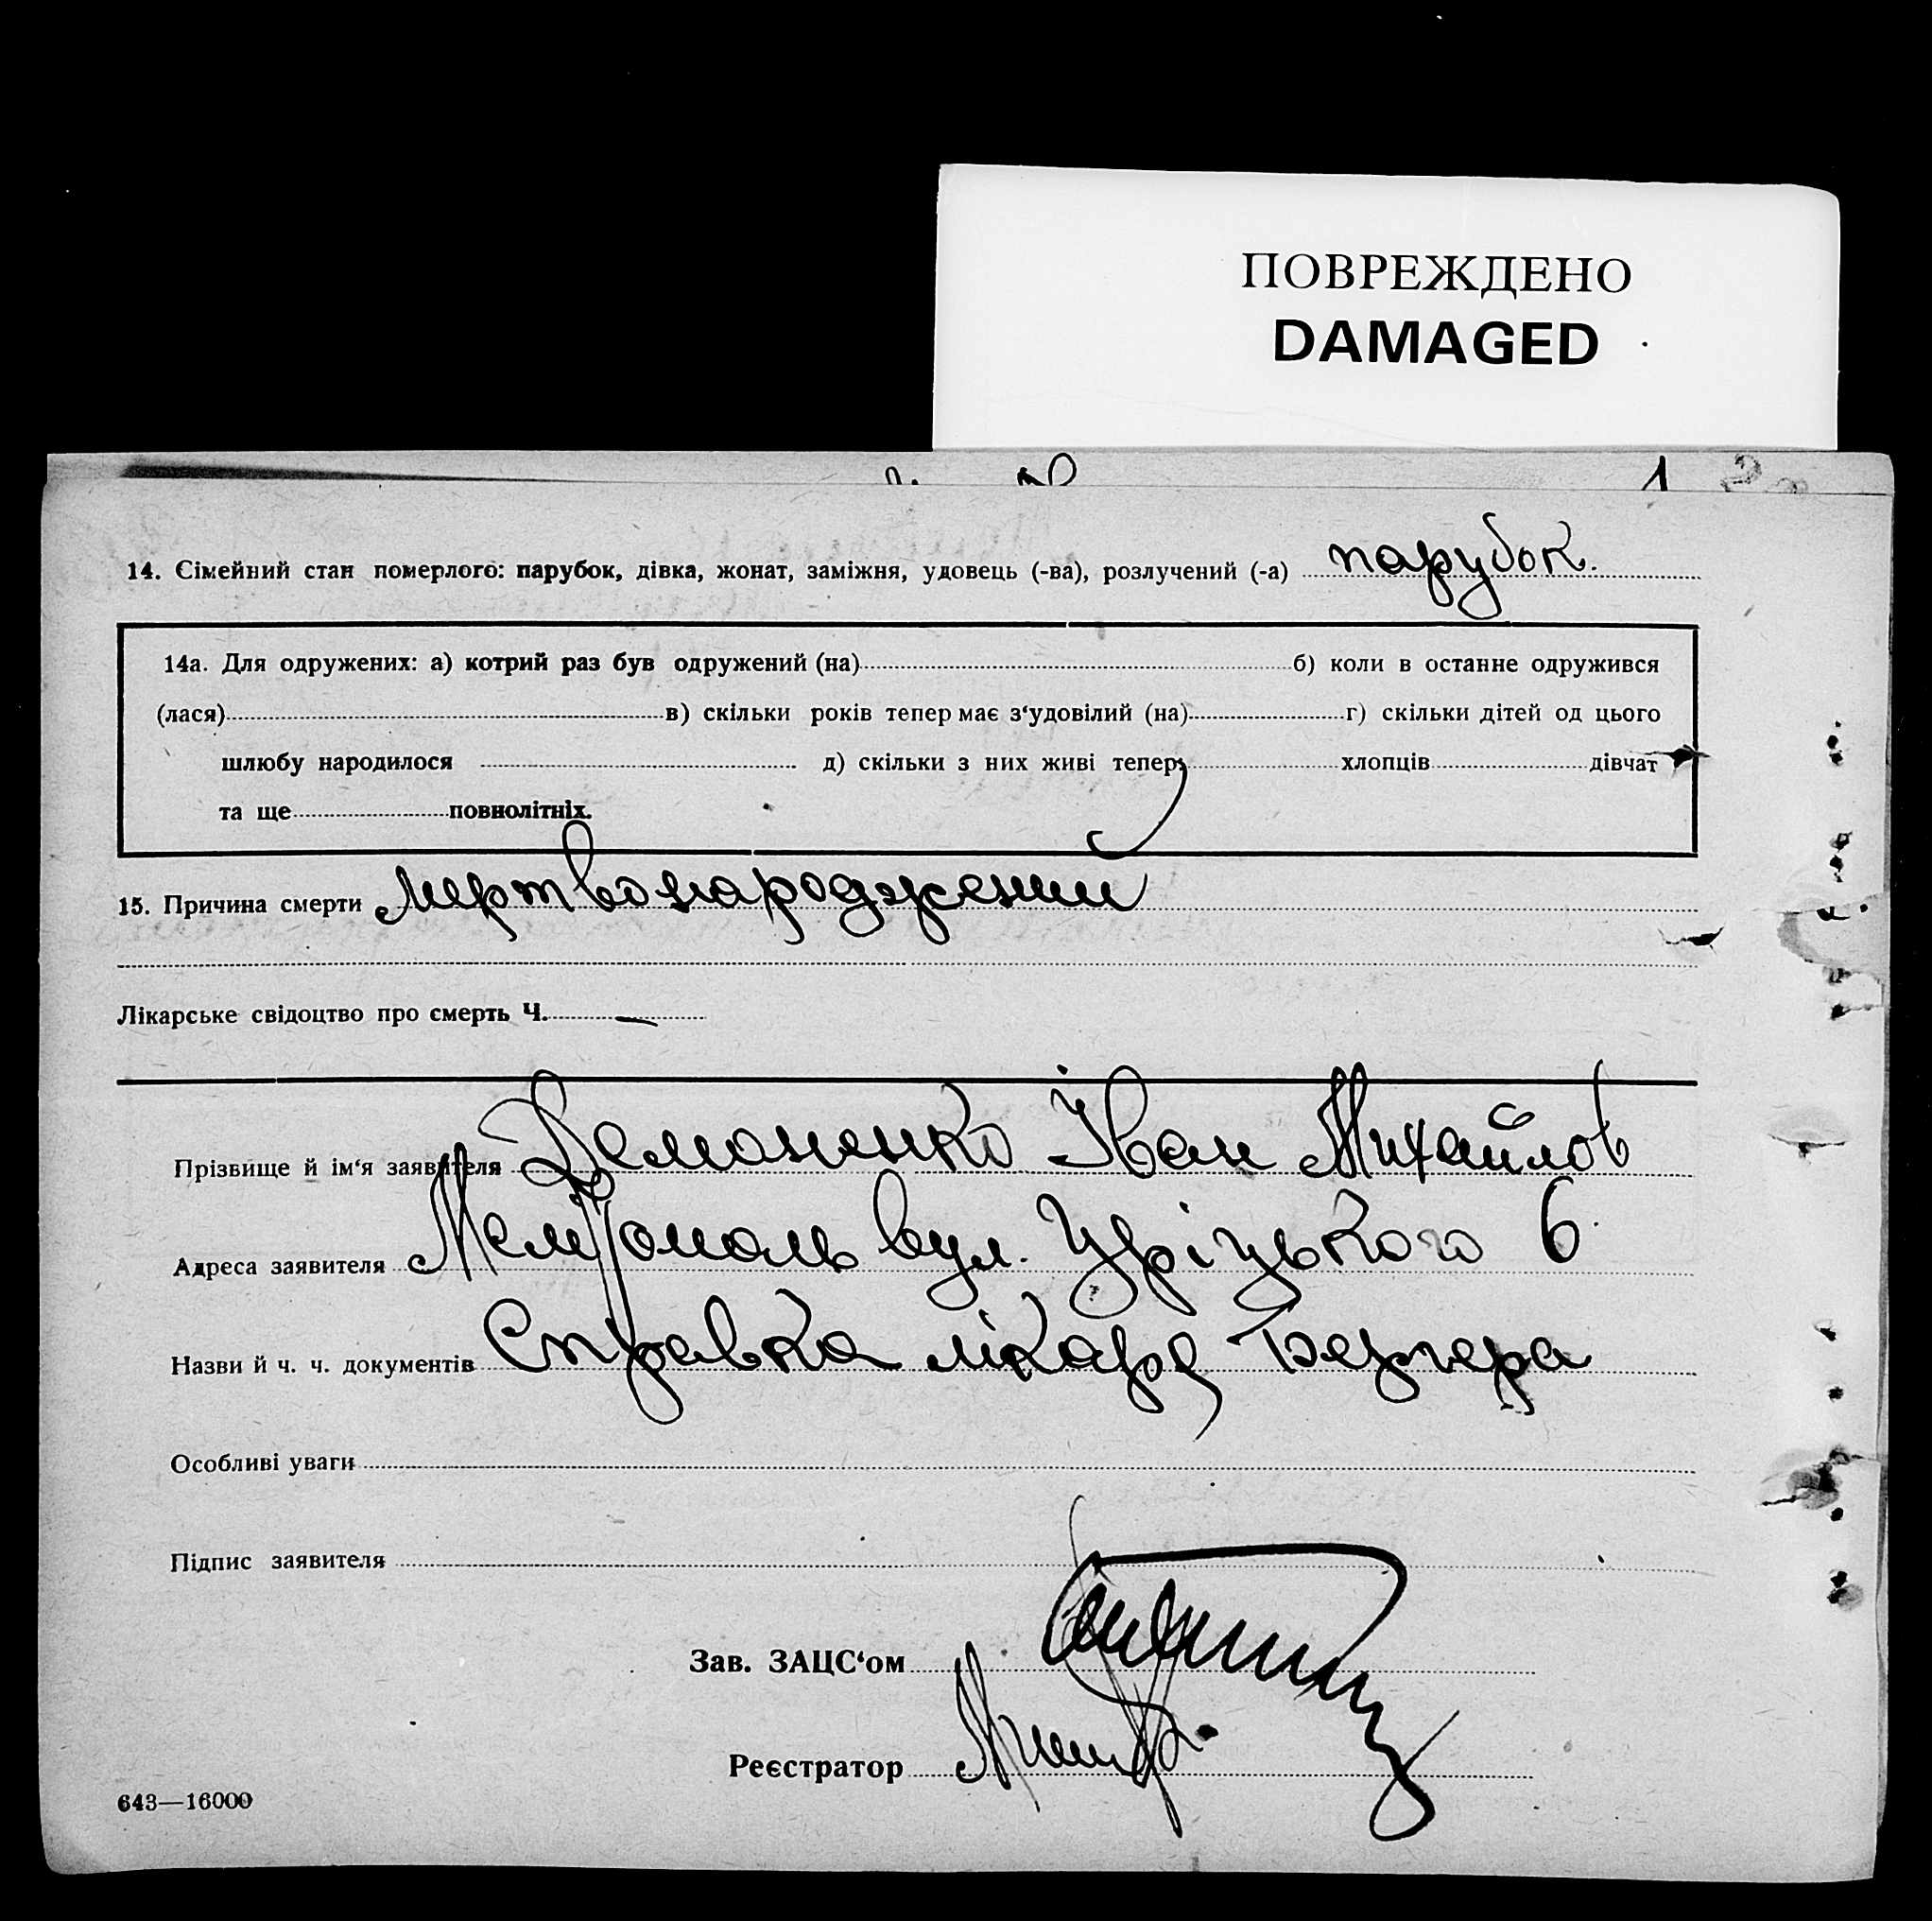 ПОВРЕЖДЕНО
DAMAGED
14. Сімейний стан померлого: парубок, дівка, жонат, заміжня, удовець (-ва), розлучений (-а) парубок.
14а. Для одружених: а) котрий раз був одружений (на) б) коли в останнє одружився
(лася) в) скільки років тепер має з‘удовілий (на) г) скільки дітей од цього
шлюбу народилося д) скільки з них живі тепер хлопців дівчат
та ще повнолітніх.
15. Причина смерти мертвонароджений
Лікарське свідоцтво про смерть Ч. —
Прізвище й ім‘я заявителя Демоненко Іван Михайлов
Адреса заявителя Мелітополь вул. Уріцького 6
Назви й ч. ч. документів Справка лікаря Бергера
Особливі уваги
Підпис заявителя
Зав. ЗАЦС‘ом
Реєстратор
643—16000